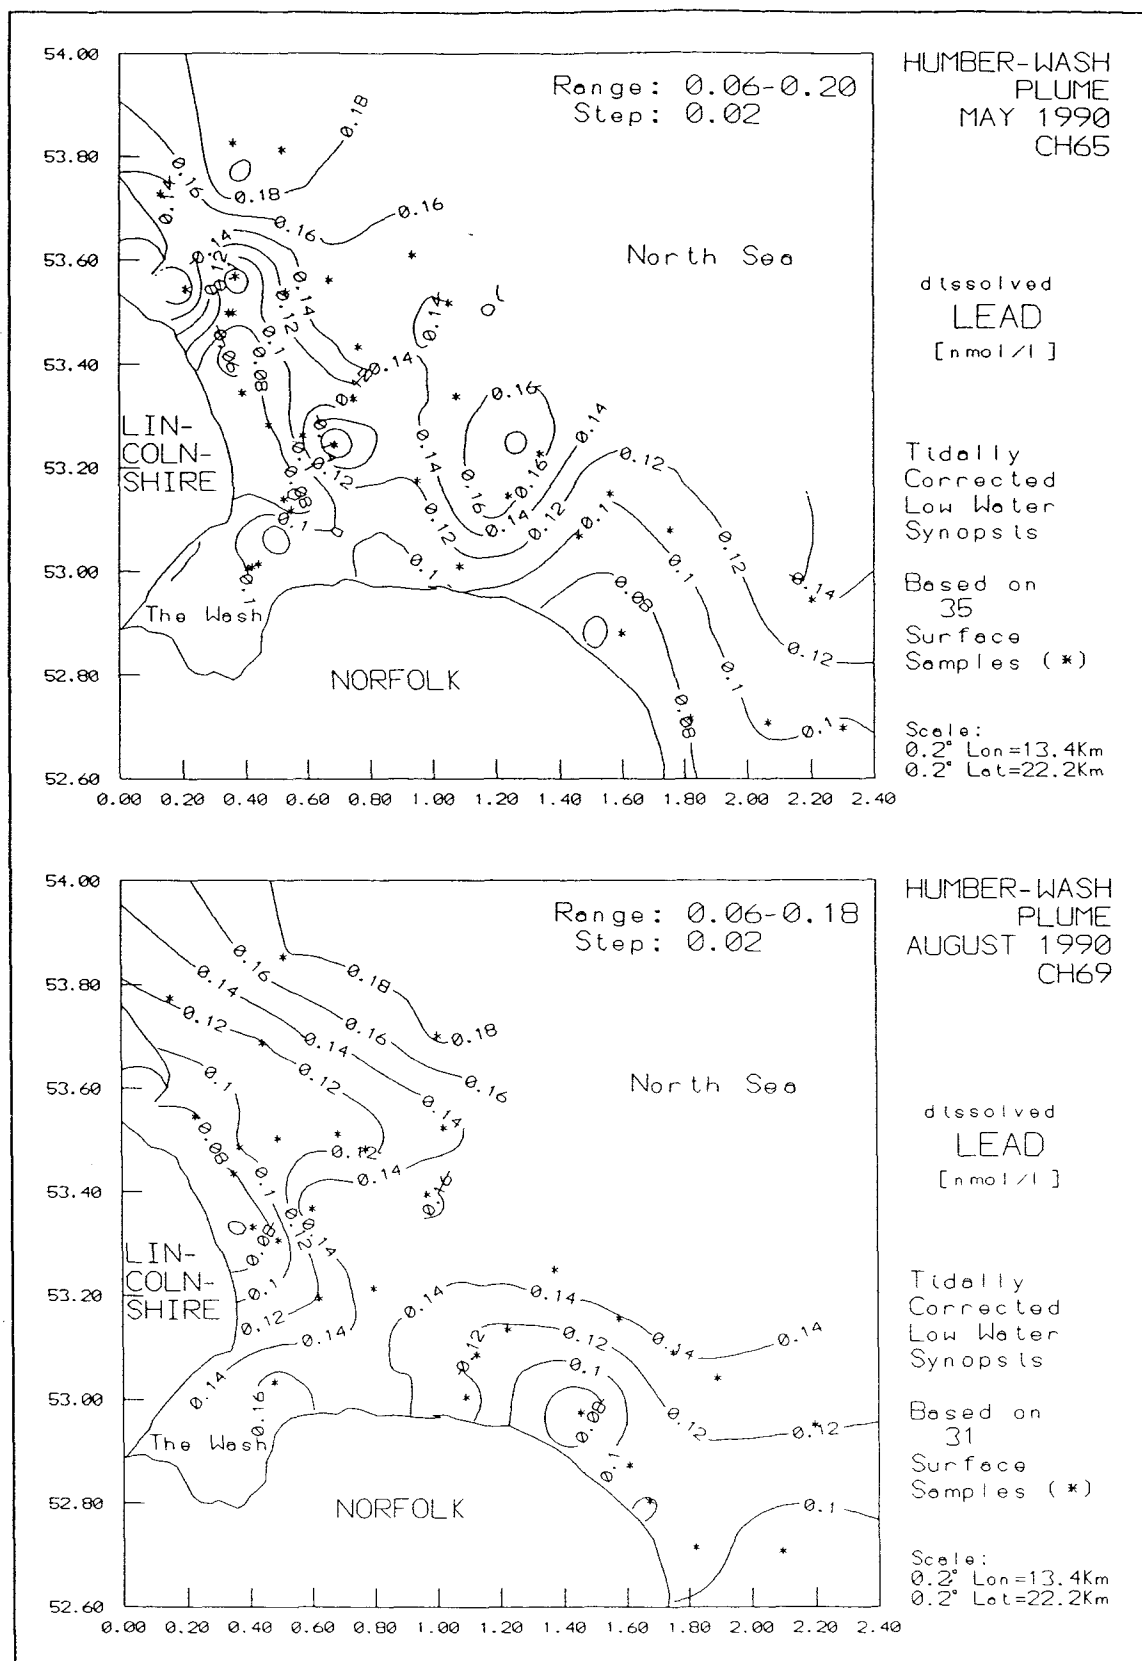 HUMBER-WASH
PLUME
MAY 1990
CH65
Range: 0.06-0.20
Step: 0.02
North Sea
dissolved
LEAD
[nmol/l]
LIN-
COLN-
SHIRE
Tidally
Corrected
Low Water
Synopsis
Based on
35
Surface
Samples (*)
The Wash
NORFOLK
Scale:
0.2° Lon=13.4Km
0.2° Lat=22.2Km
54.00
53.80
53.60
53.40
53.20
53.00
52.80
52.60
0.00 0.20 0.40 0.60 0.80 1.00 1.20 1.40 1.60 1.80 2.00 2.20 2.40
0.18
0.18
0.16
0.16
0.16
0.14
0.14
0.14
0.12
0.12
0.1
0.08
0.14
0.14
0.12
0.16
0.16
0.16
0.14
0.14
0.14
0.12
0.12
0.12
0.12
0.12
0.1
0.1
0.1
0.1
0.1
0.1
0.1
0.08
0.08
0.08
0.14
0.12
HUMBER-WASH
PLUME
AUGUST 1990
CH69
Range: 0.06-0.18
Step: 0.02
North Sea
dissolved
LEAD
[nmol/l]
LIN-
COLN-
SHIRE
Tidally
Corrected
Low Water
Synopsis
Based on
31
Surface
Samples (*)
The Wash
NORFOLK
Scale:
0.2° Lon=13.4Km
0.2° Lat=22.2Km
54.00
53.80
53.60
53.40
53.20
53.00
52.80
52.60
0.00 0.20 0.40 0.60 0.80 1.00 1.20 1.40 1.60 1.80 2.00 2.20 2.40
0.16
0.18
0.14
0.16
0.18
0.12
0.14
0.16
0.12
0.14
0.1
0.08
0.12
0.1
0.14
0.16
0.12
0.14
0.08
0.1
0.12
0.14
0.14
0.16
0.14
0.14
0.14
0.14
0.12
0.12
0.12
0.12
0.1
0.08
0.1
0.1